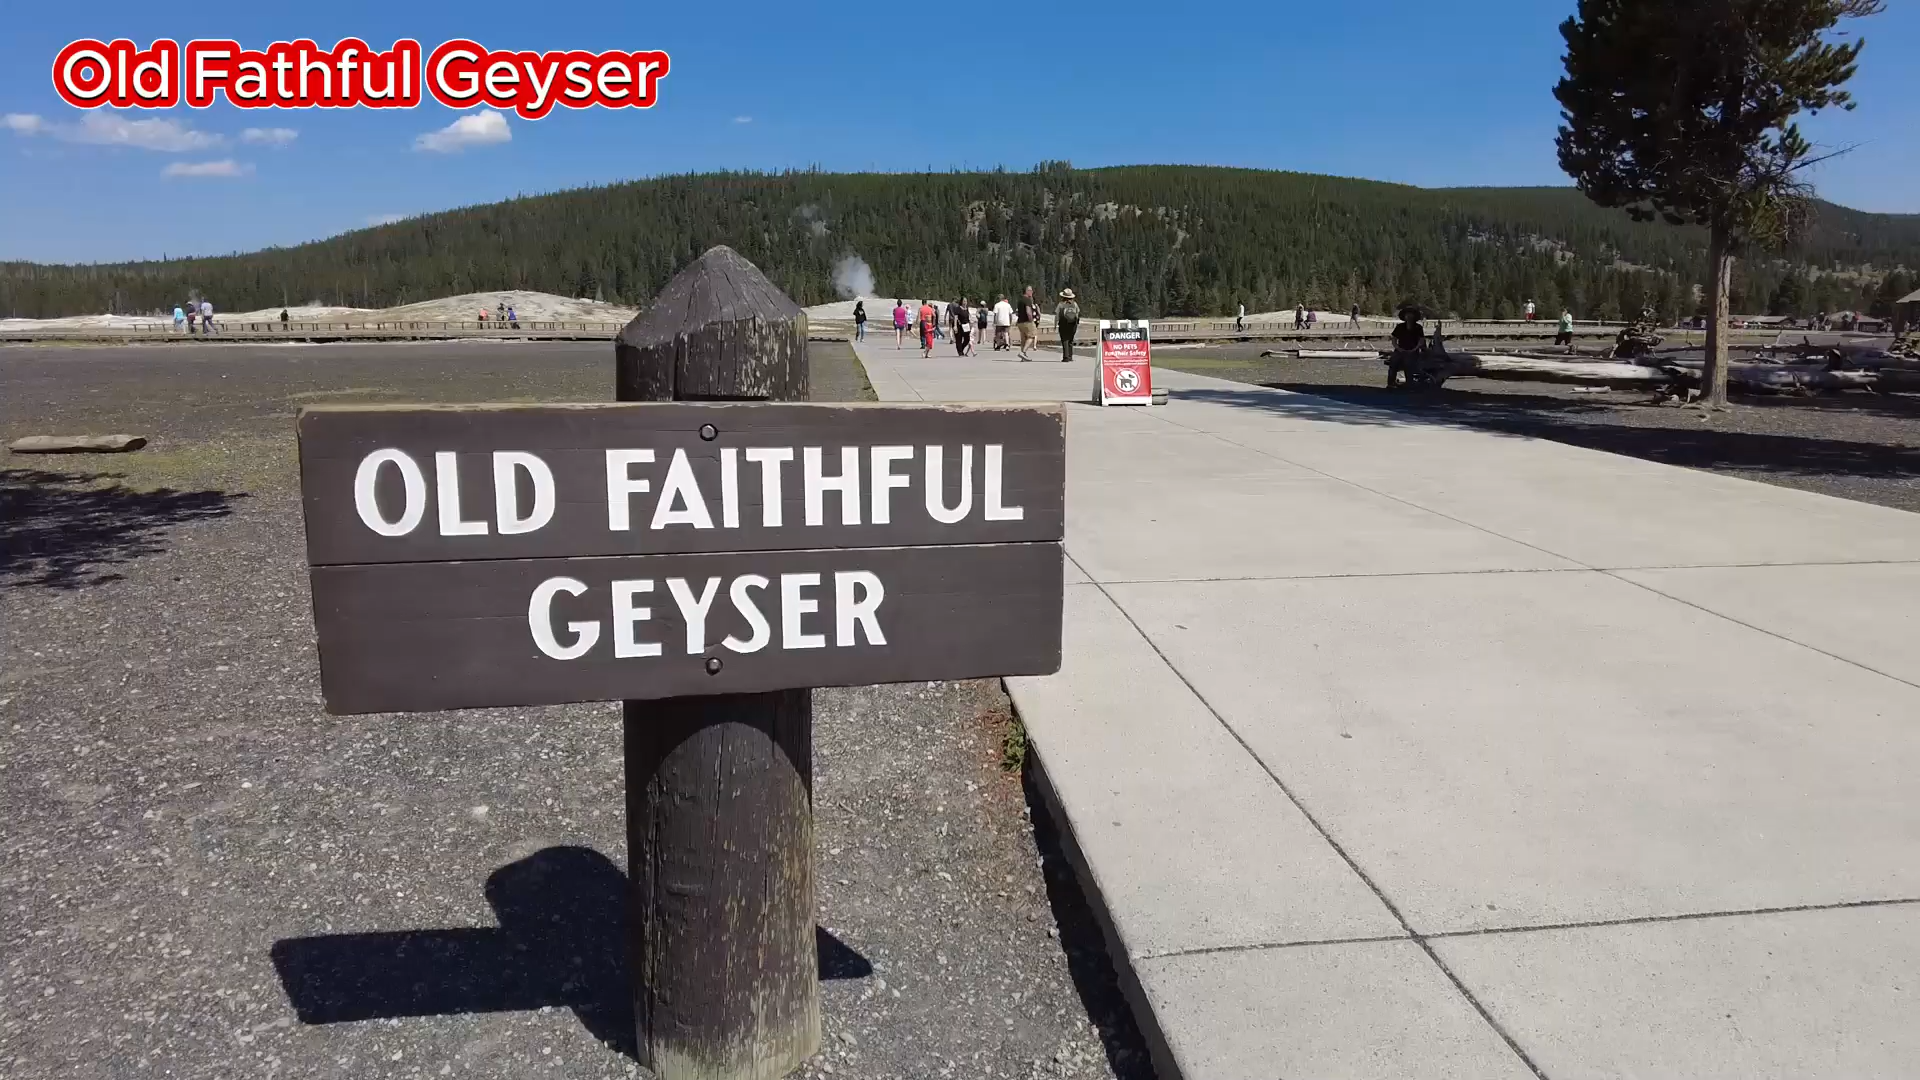 Old Fathful Geyser
OLD FAITHFUL
GEYSER
DANGER
NO PETS